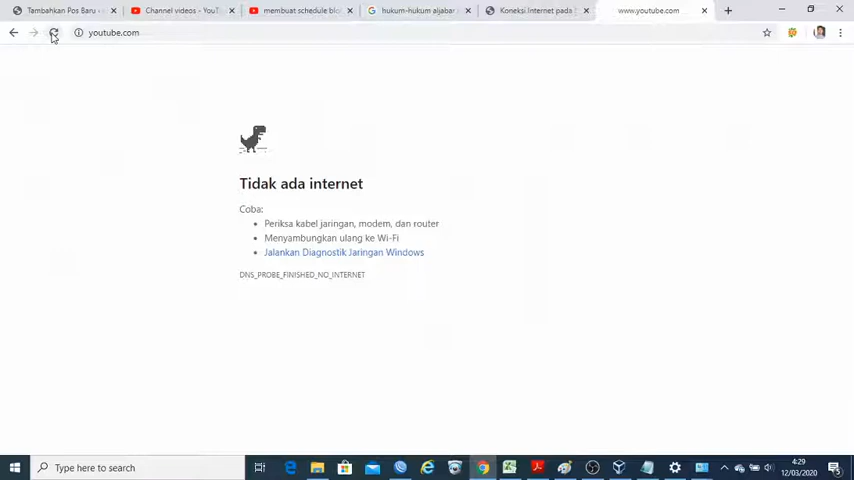 Tambahkan Pos Baru
Channel videos - YouT
membuat schedule blo
hukum-hukum aljabar
Koneksi Internet pada
www.youtube.com
youtube.com
Tidak ada internet
Coba:
• Periksa kabel jaringan, modem, dan router
• Menyambungkan ulang ke Wi-Fi
• Jalankan Diagnostik Jaringan Windows
DNS_PROBE_FINISHED_NO_INTERNET
Type here to search
4:29
12/03/2020